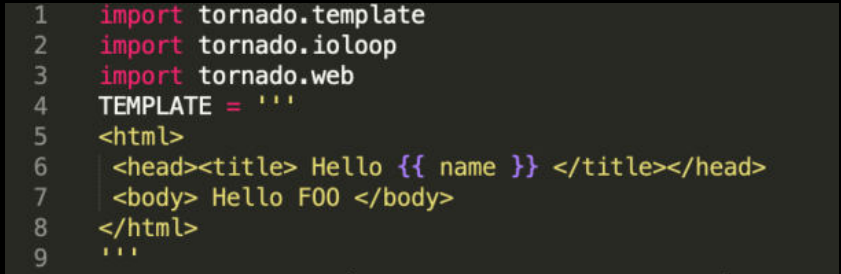 1 import tornado.template
2 import tornado.ioloop
3 import tornado.web
4 TEMPLATE = '''
5 <html>
6 <head><title> Hello {{ name }} </title></head>
7 <body> Hello FOO </body>
8 </html>
9 '''